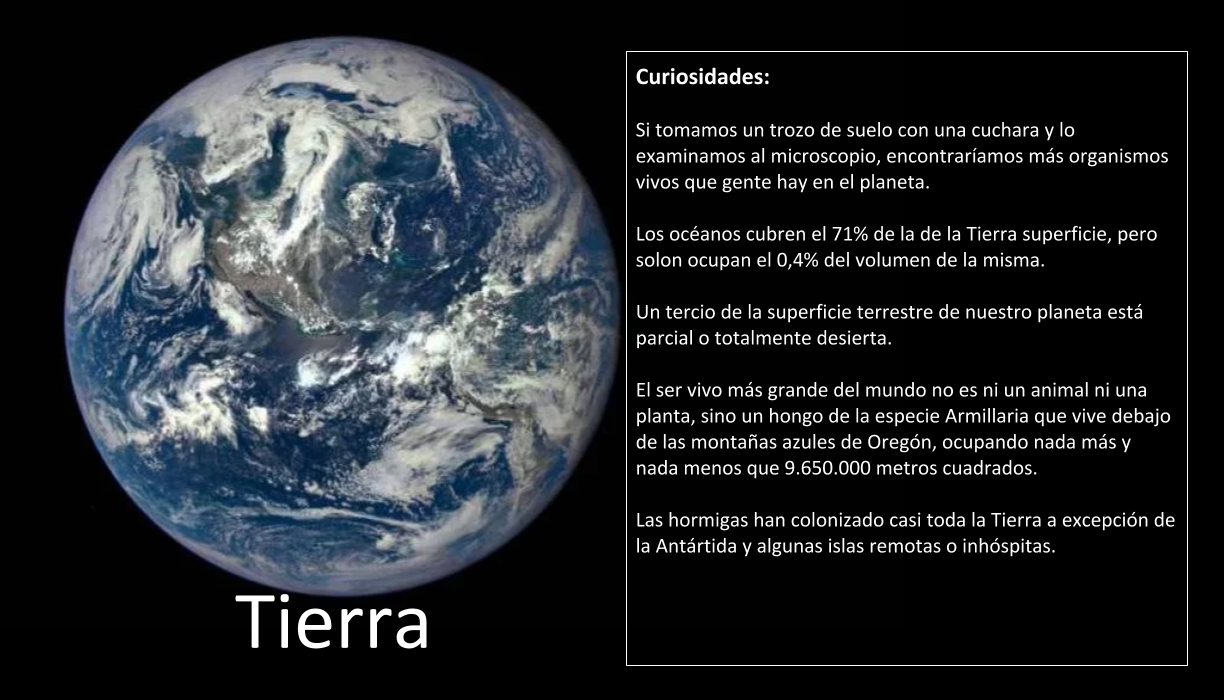 Curiosidades:
Si tomamos un trozo de suelo con una cuchara y lo
examinamos al microscopio, encontraríamos más organismos
vivos que gente hay en el planeta.
Los océanos cubren el 71% de la de la Tierra superficie, pero
solon ocupan el 0,4% del volumen de la misma.
Un tercio de la superficie terrestre de nuestro planeta está
parcial o totalmente desierta.
El ser vivo más grande del mundo no es ni un animal ni una
planta, sino un hongo de la especie Armillaria que vive debajo
de las montañas azules de Oregón, ocupando nada más y
nada menos que 9.650.000 metros cuadrados.
Las hormigas han colonizado casi toda la Tierra a excepción de
la Antártida y algunas islas remotas o inhóspitas.
Tierra